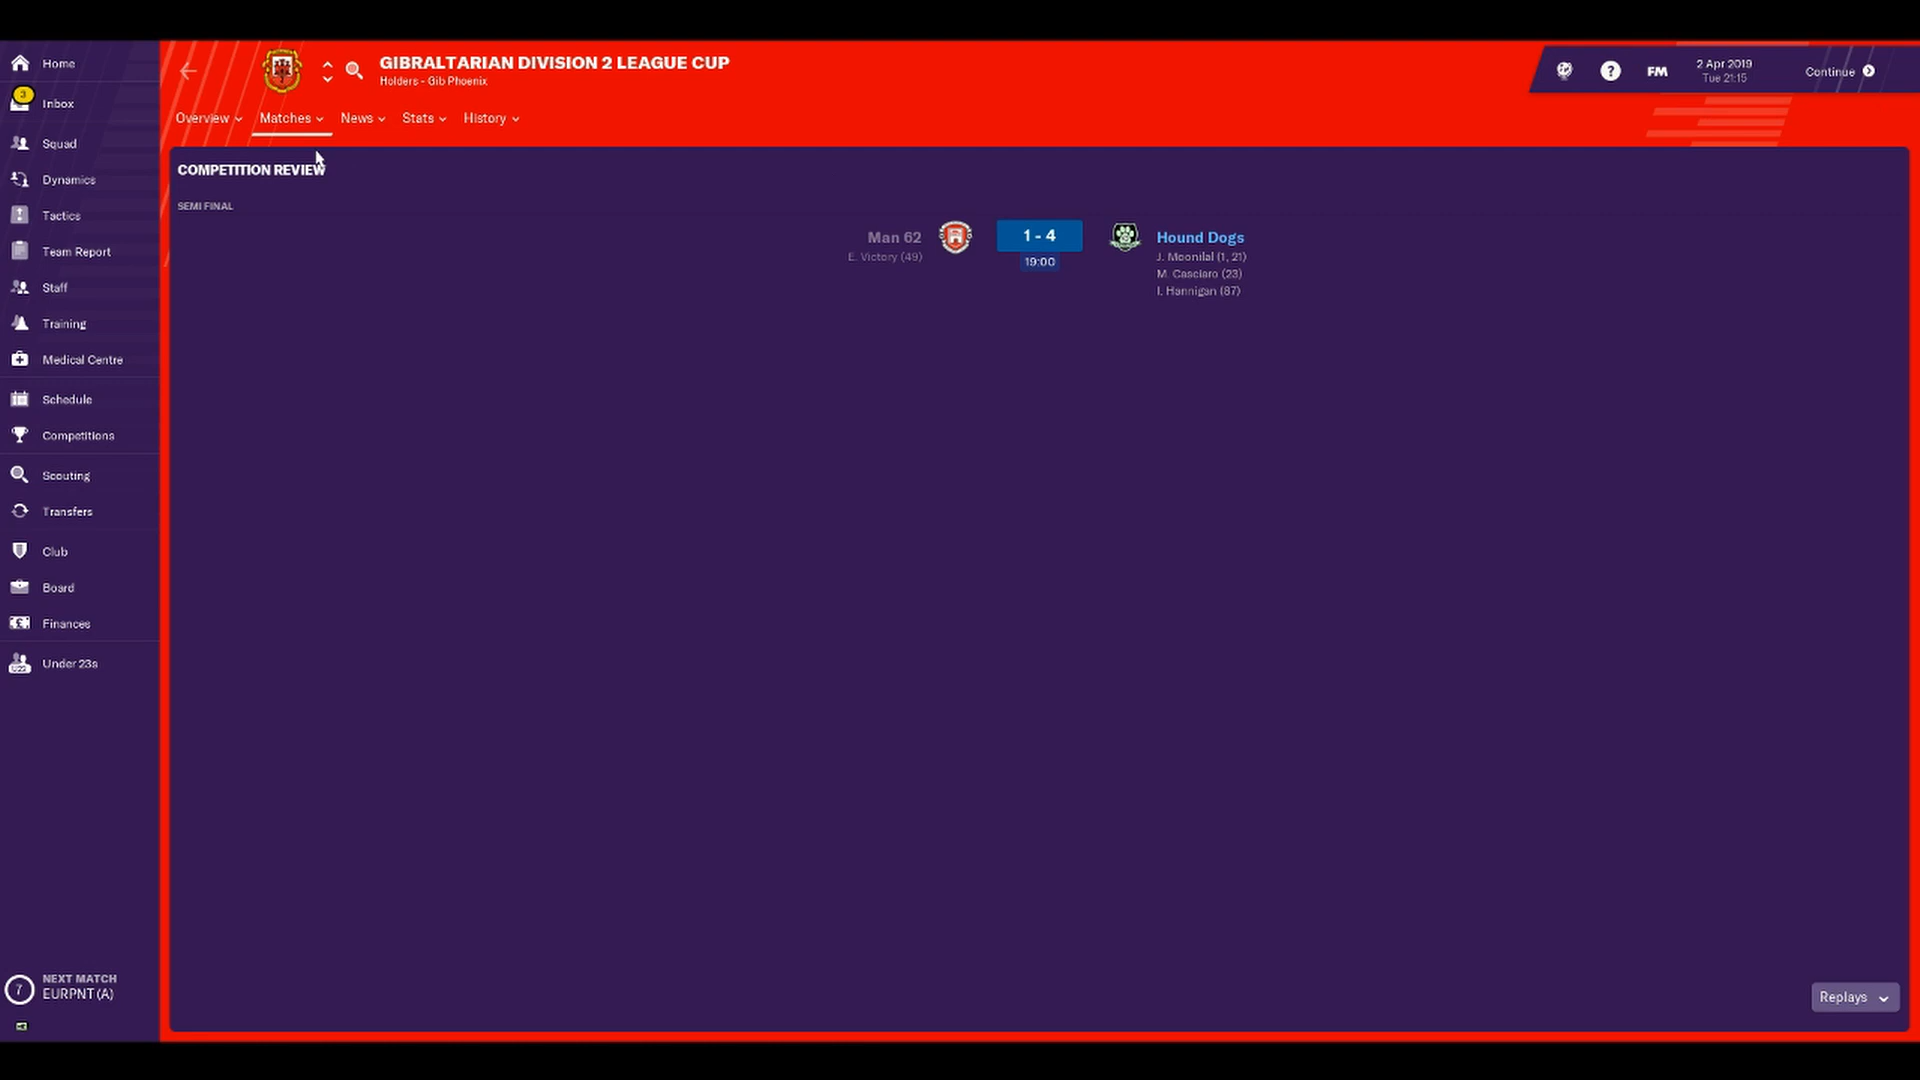 Home
3
Inbox
Squad
Dynamics
Tactics
Team Report
Staff
Training
Medical Centre
Schedule
Competitions
Scouting
Transfers
Club
Board
Finances
Under 23s
NEXT MATCH
7
EURPNT (A)
GIBRALTARIAN DIVISION 2 LEAGUE CUP
Holders - Gib Phoenix
FM
2 Apr 2019
Tue 21:15
Continue
Overview
Matches
News
Stats
History
COMPETITION REVIEW
SEMI FINAL
Man 62
1 - 4
Hound Dogs
E. Victory (49)
19:00
J. Moonilal (1, 21)
M. Casciaro (23)
I. Hannigan (87)
Replays